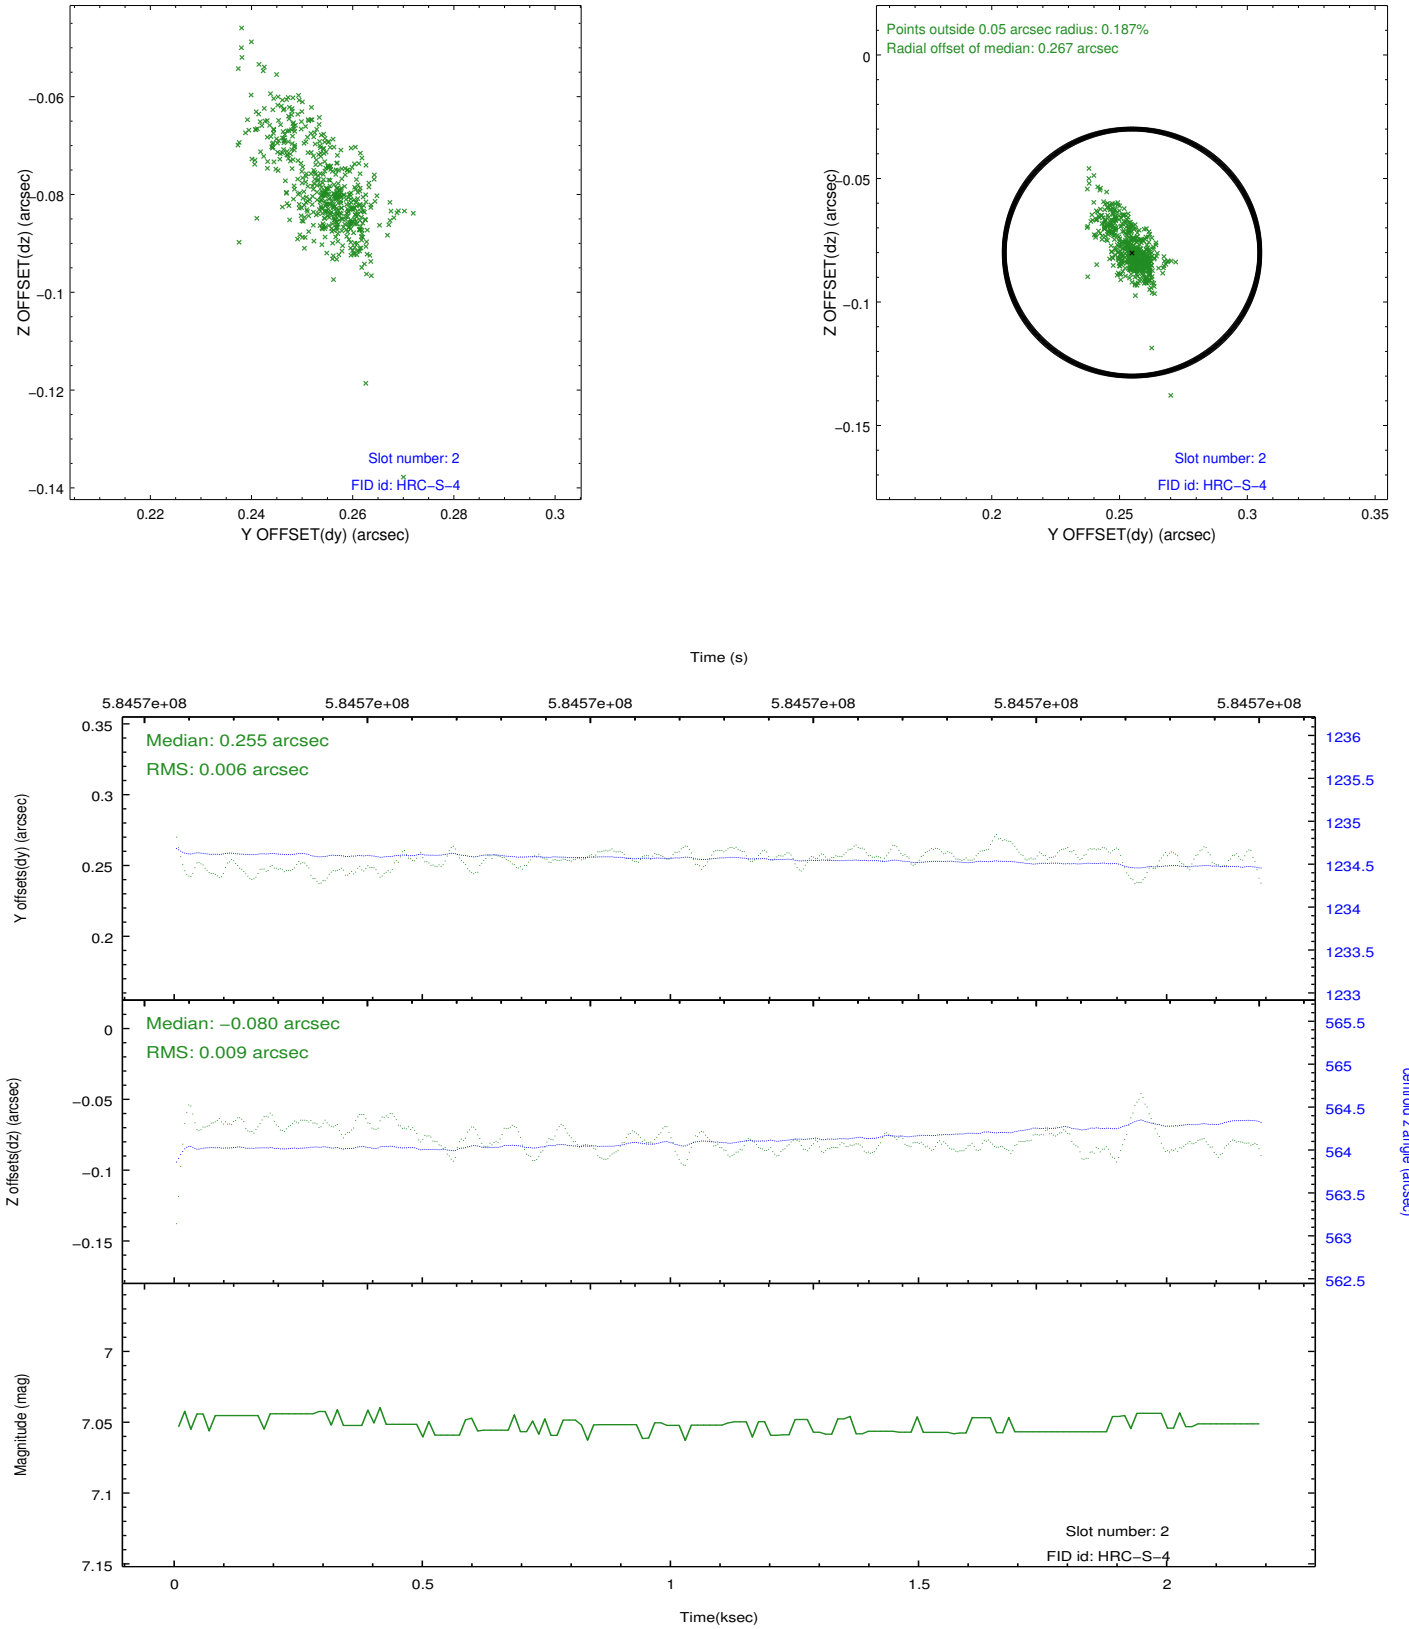 −0.06
−0.08
−0.1
−0.12
−0.14
Z OFFSET(dz) (arcsec)
Slot number: 2
FID id: HRC−S−4
0.22 0.24 0.26 0.28 0.3
Y OFFSET(dy) (arcsec)
Points outside 0.05 arcsec radius: 0.187%
Radial offset of median: 0.267 arcsec
0
−0.05
−0.1
−0.15
Z OFFSET(dz) (arcsec)
Slot number: 2
FID id: HRC−S−4
0.2 0.25 0.3 0.35
Y OFFSET(dy) (arcsec)
Time (s)
5.8457e+08 5.8457e+08 5.8457e+08 5.8457e+08 5.8457e+08 5.8457e+08
Median: 0.255 arcsec
RMS: 0.006 arcsec
0.35
0.3
0.25
0.2
Y offsets(dy) (arcsec)
1236
1235.5
1235
1234.5
1234
1233.5
1233
Median: −0.080 arcsec
RMS: 0.009 arcsec
0
−0.05
−0.1
−0.15
Z offsets(dz) (arcsec)
565.5
565
564.5
564
563.5
563
562.5
centroid z angle (arcsec)
7
7.05
7.1
7.15
Magnitude (mag)
Slot number: 2
FID id: HRC−S−4
0 0.5 1 1.5 2
Time(ksec)